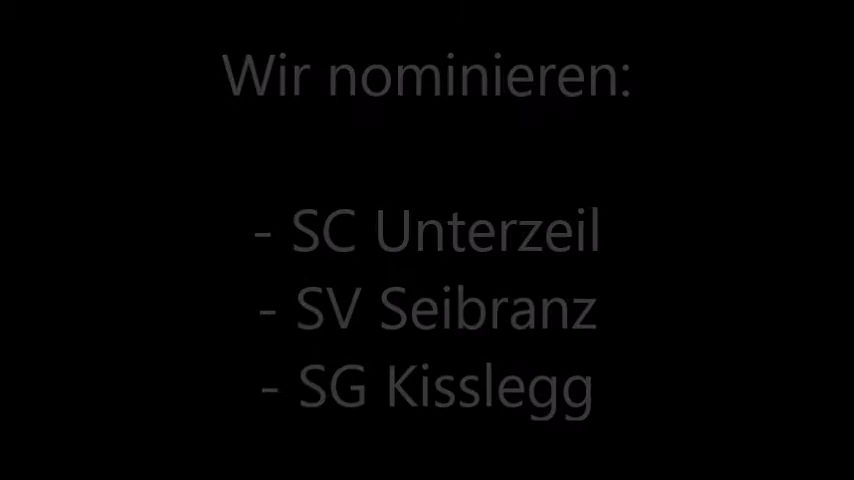 Wir nominieren:
- SC Unterzeil
- SV Seibranz
- SG Kisslegg